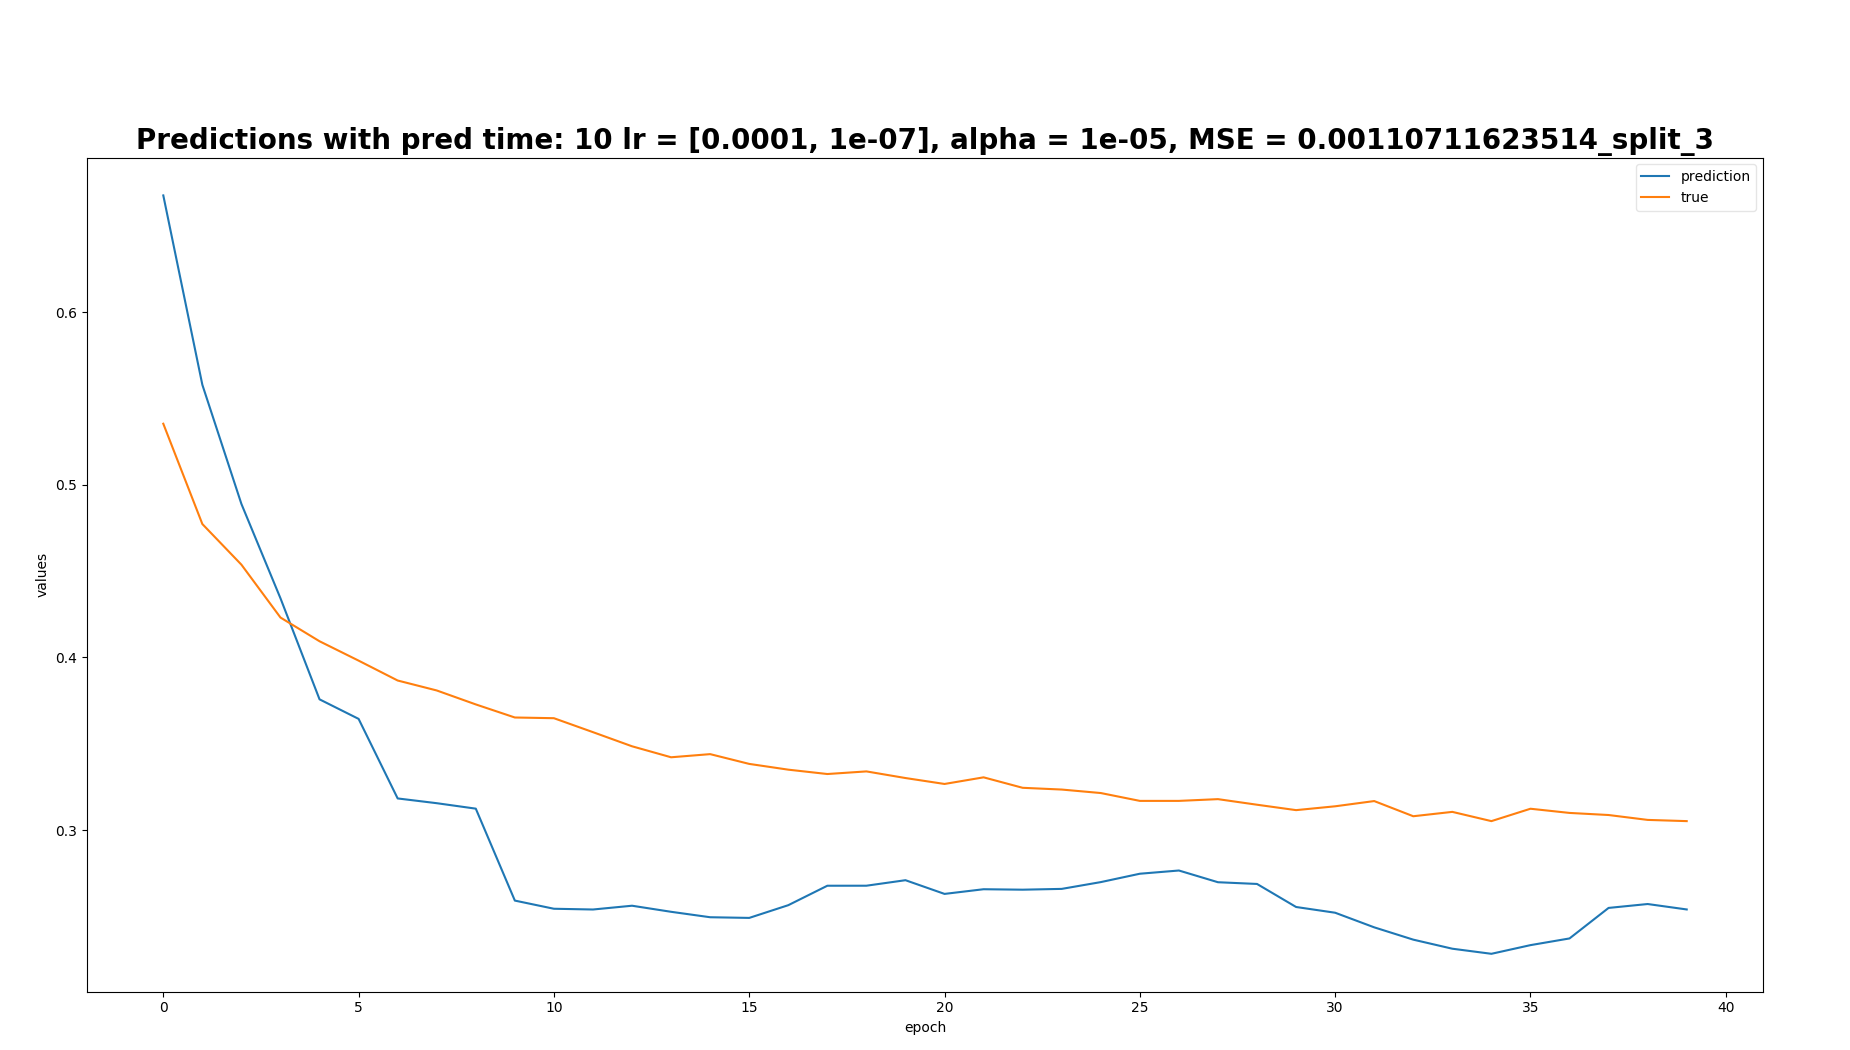 Predictions with pred time: 10 lr = [0.0001, 1e-07], alpha = 1e-05, MSE = 0.00110711623514_split_3
prediction
true
values
0.6
0.5
0.4
0.3
0 5 10 15 20 25 30 35 40
epoch